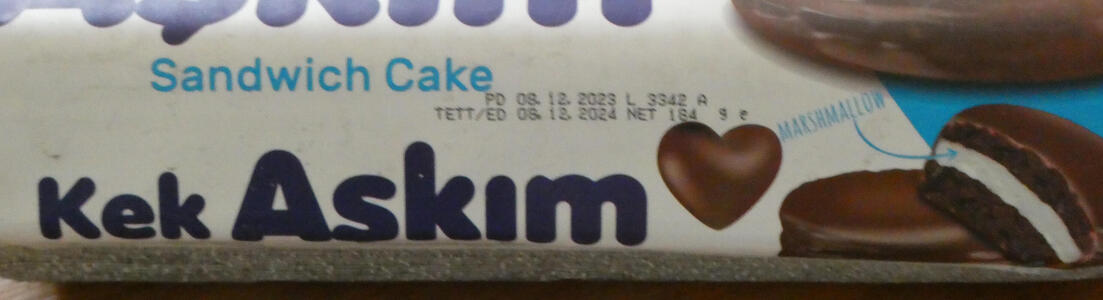 Sandwich Cake
PD 08.12.2023 L 3342 A
TETT/ED 08.12.2024 NET 184 g e
MARSHMALLOW
Kek Askım